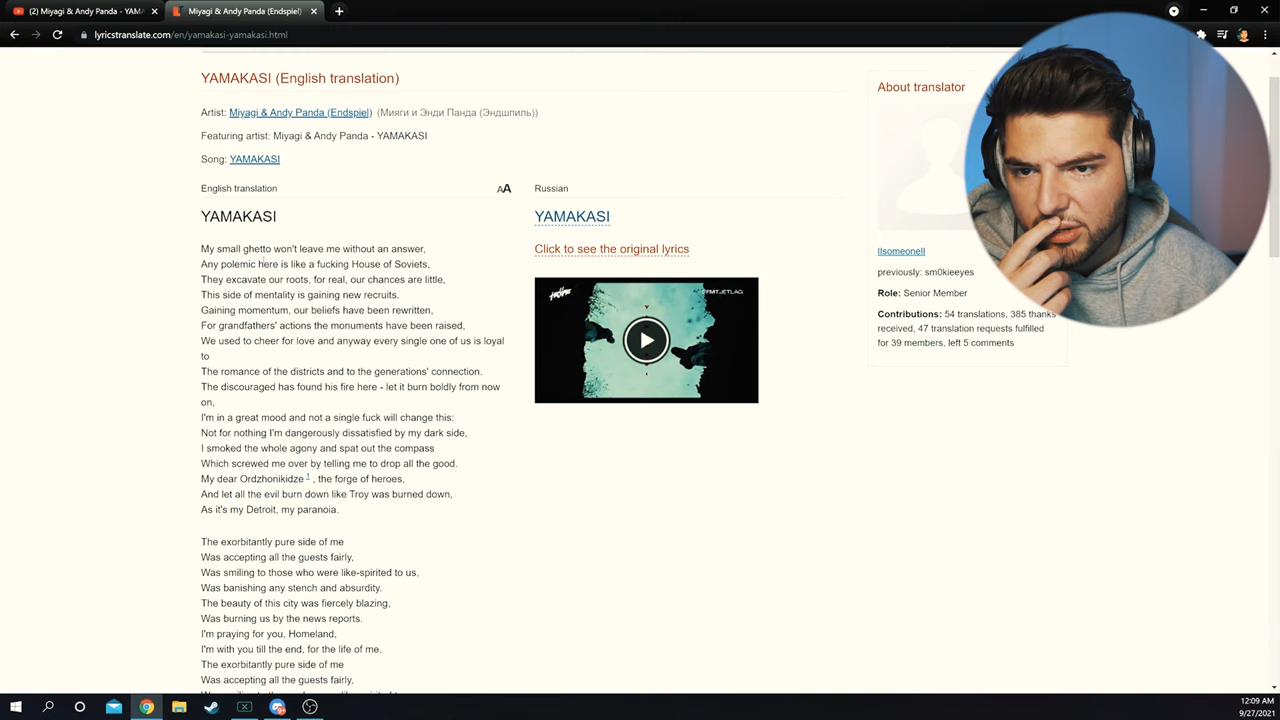 (2) Miyagi & Andy Panda - YAMA
Miyagi & Andy Panda (Endspiel)
lyricstranslate.com/en/yamakasi-yamakasi.html
YAMAKASI (English translation)
Artist: Miyagi & Andy Panda (Endspiel) (Мияги и Энди Панда (Эндшпиль))
Featuring artist: Miyagi & Andy Panda - YAMAKASI
Song: YAMAKASI
English translation
AA
YAMAKASI
My small ghetto won't leave me without an answer,
Any polemic here is like a fucking House of Soviets,
They excavate our roots, for real, our chances are little,
This side of mentality is gaining new recruits.
Gaining momentum, our beliefs have been rewritten,
For grandfathers' actions the monuments have been raised,
We used to cheer for love and anyway every single one of us is loyal
to
The romance of the districts and to the generations' connection.
The discouraged has found his fire here - let it burn boldly from now
on,
I'm in a great mood and not a single fuck will change this:
Not for nothing I'm dangerously dissatisfied by my dark side,
I smoked the whole agony and spat out the compass
Which screwed me over by telling me to drop all the good.
My dear Ordzhonikidze 1 , the forge of heroes,
And let all the evil burn down like Troy was burned down,
As it's my Detroit, my paranoia.
The exorbitantly pure side of me
Was accepting all the guests fairly,
Was smiling to those who were like-spirited to us,
Was banishing any stench and absurdity.
The beauty of this city was fiercely blazing,
Was burning us by the news reports.
I'm praying for you, Homeland,
I'm with you till the end, for the life of me.
The exorbitantly pure side of me
Was accepting all the guests fairly,
Russian
YAMAKASI
Click to see the original lyrics
About translator
llsomeonell
previously: sm0kieeyes
Role: Senior Member
Contributions: 54 translations, 385 thanks
received, 47 translation requests fulfilled
for 39 members, left 5 comments
12:09 AM
9/27/2021